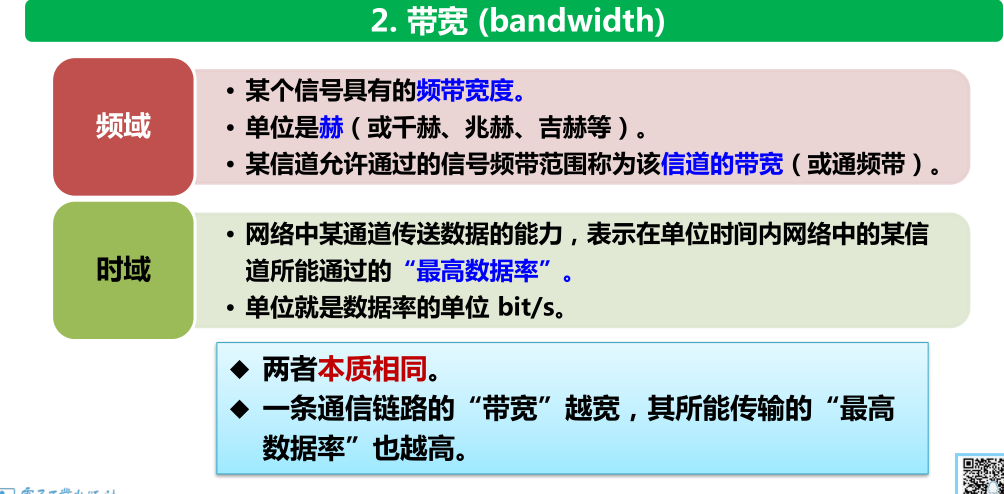 2. 带宽 (bandwidth)
频域
• 某个信号具有的频带宽度。
• 单位是赫（或千赫、兆赫、吉赫等）。
• 某信道允许通过的信号频带范围称为该信道的带宽（或通频带）。
时域
• 网络中某通道传送数据的能力，表示在单位时间内网络中的某信
道所能通过的“最高数据率”。
• 单位就是数据率的单位 bit/s。
◆ 两者本质相同。
◆ 一条通信链路的“带宽”越宽，其所能传输的“最高
数据率”也越高。